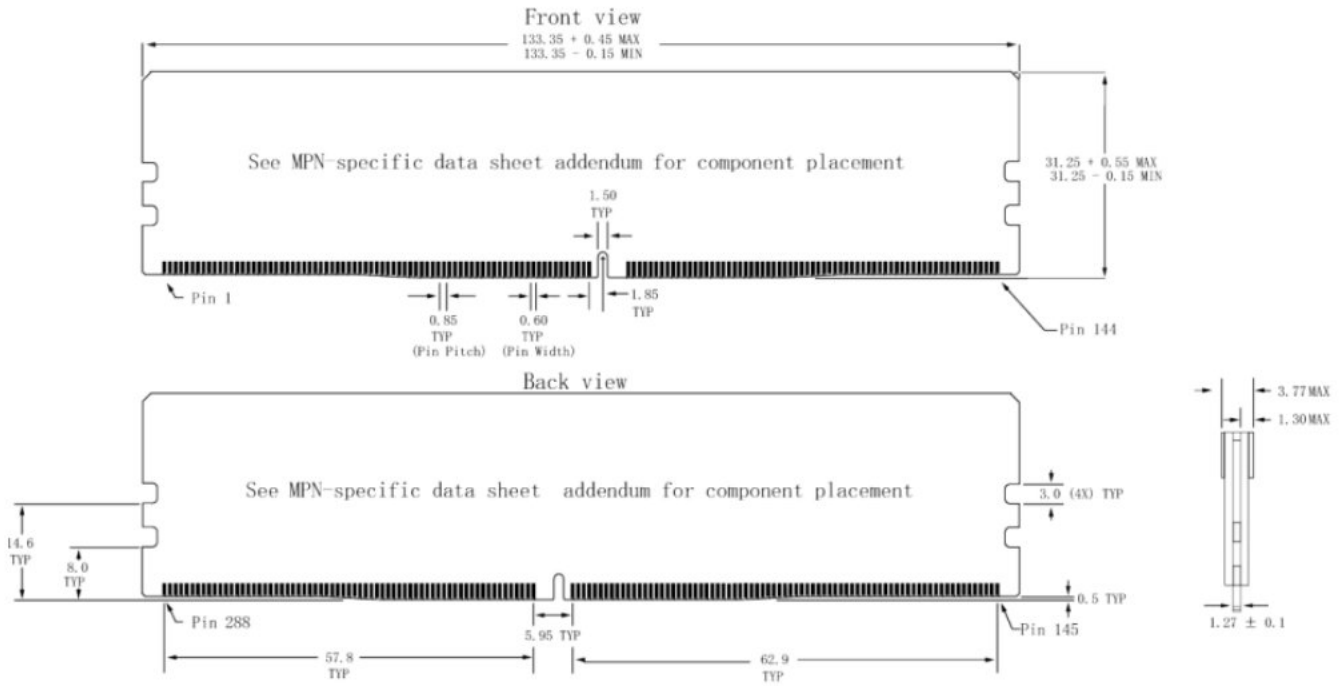 Front view
133.35 + 0.45 MAX
133.35 - 0.15 MIN
See MPN-specific data sheet addendum for component placement
31.25 + 0.55 MAX
31.25 - 0.15 MIN
1.50
TYP
Pin 1
1.85
TYP
0.85
TYP
(Pin Pitch)
0.60
TYP
(Pin Width)
Pin 144
Back view
3.77MAX
1.30MAX
See MPN-specific data sheet addendum for component placement
3.0 (4X) TYP
14.6
TYP
8.0
TYP
0.5 TYP
Pin 288
5.95 TYP
Pin 145
1.27 ± 0.1
57.8
TYP
62.9
TYP